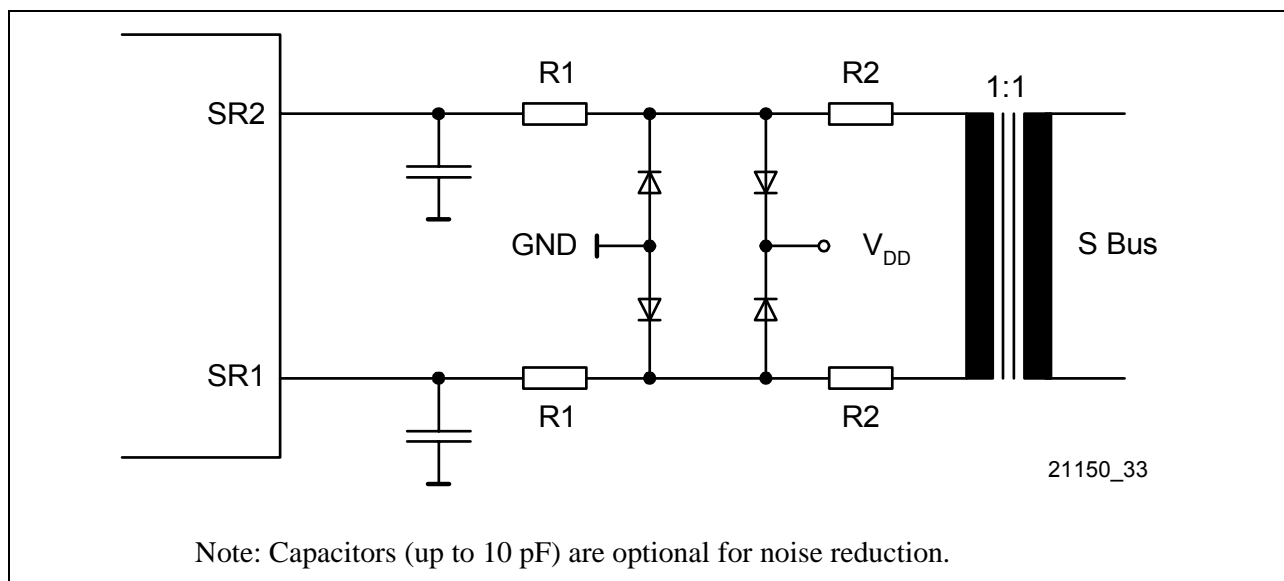 R1
R2
1:1
SR2
GND
V_DD
S Bus
SR1
R1
R2
21150_33
Note: Capacitors (up to 10 pF) are optional for noise reduction.